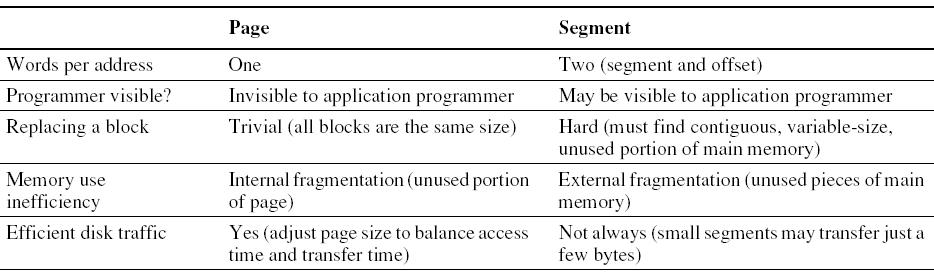 Page Segment
Words per address One Two (segment and offset)
Programmer visible? Invisible to application programmer May be visible to application programmer
Replacing a block Trivial (all blocks are the same size) Hard (must find contiguous, variable-size,
unused portion of main memory)
Memory use Internal fragmentation (unused portion External fragmentation (unused pieces of main
inefficiency of page) memory)
Efficient disk traffic Yes (adjust page size to balance access Not always (small segments may transfer just a
time and transfer time) few bytes)